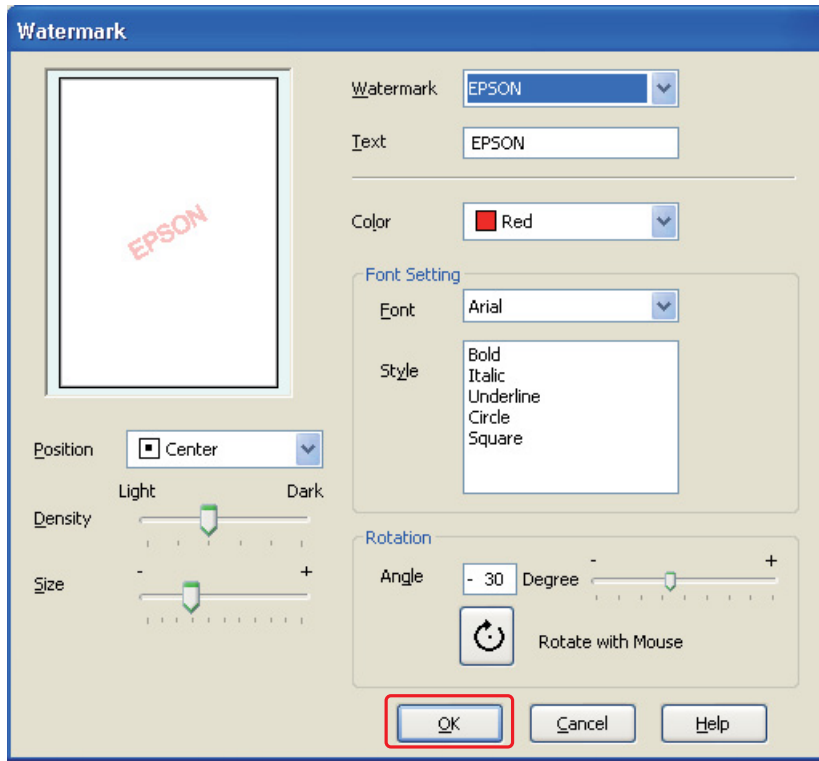 Watermark
Watermark EPSON
Text EPSON
EPSON
Color Red
Font Setting
Font Arial
Style
Bold
Italic
Underline
Circle
Square
Position Center
Light Dark
Density
Size - +
Rotation
Angle - 30 Degree - +
Rotate with Mouse
OK Cancel Help